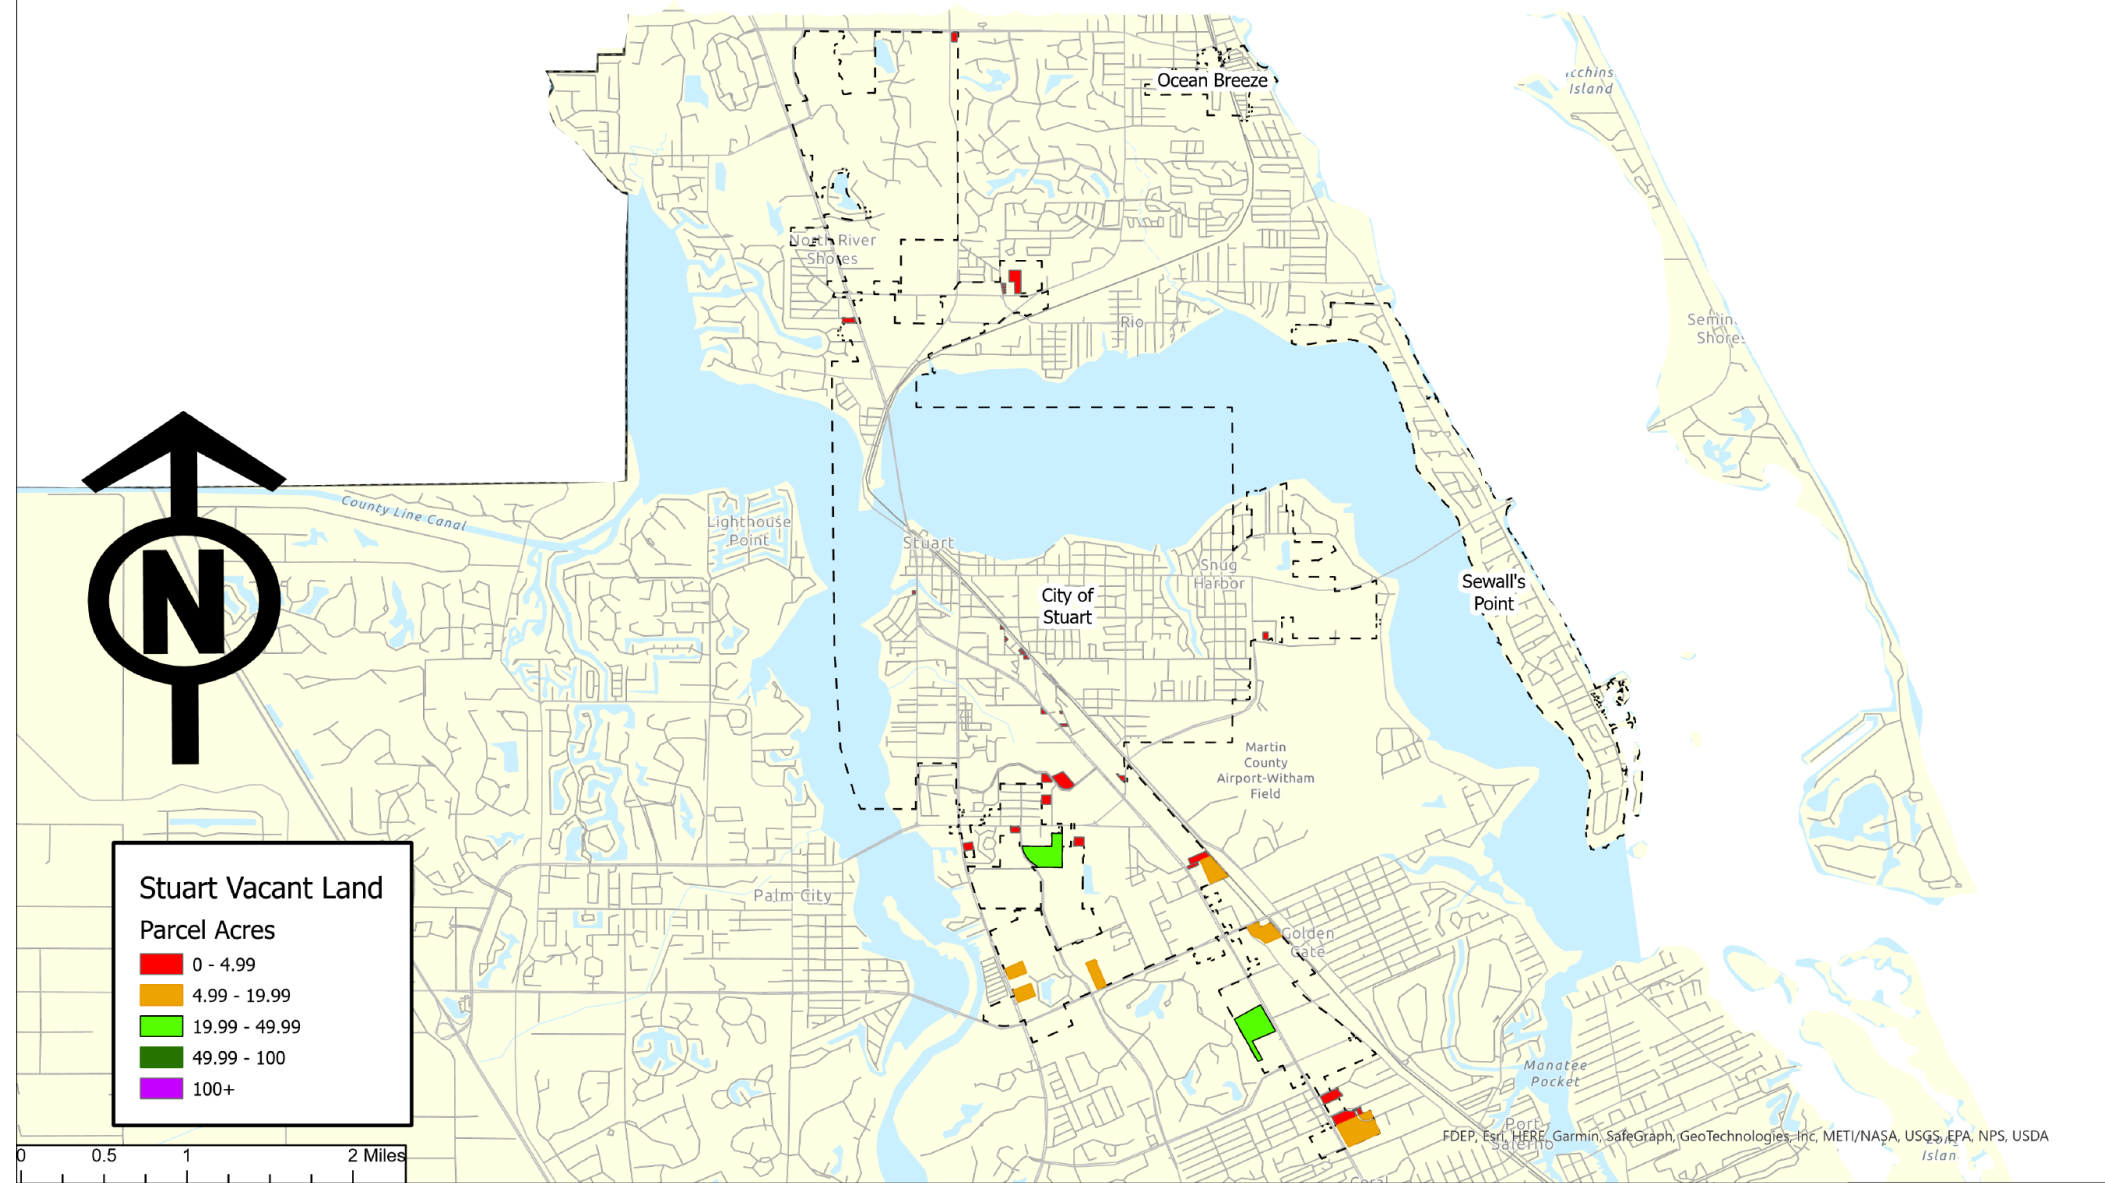 Ocean Breeze
Island
North River
Shores
Rio
Shores
County Line Canal
Lighthouse
Point
Stuart
Snug
Harbor
City of
Stuart
Sewall's
Point
Martin
County
Airport-Witham
Field
Palm City
Golden
Gate
Manatee
Pocket
Port
Salerno
N
Stuart Vacant Land
Parcel Acres
0 - 4.99
4.99 - 19.99
19.99 - 49.99
49.99 - 100
100+
0 0.5 1 2 Miles
FDEP, Esri, HERE, Garmin, SafeGraph, GeoTechnologies, Inc, METI/NASA, USGS, EPA, NPS, USDA